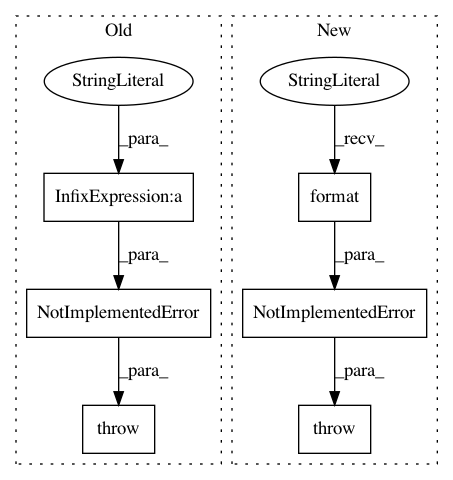 Old
New
StringLiteral
StringLiteral
_para_
_recv_
InfixExpression:a
format
_para_
_para_
NotImplementedError
NotImplementedError
_para_
_para_
throw
throw